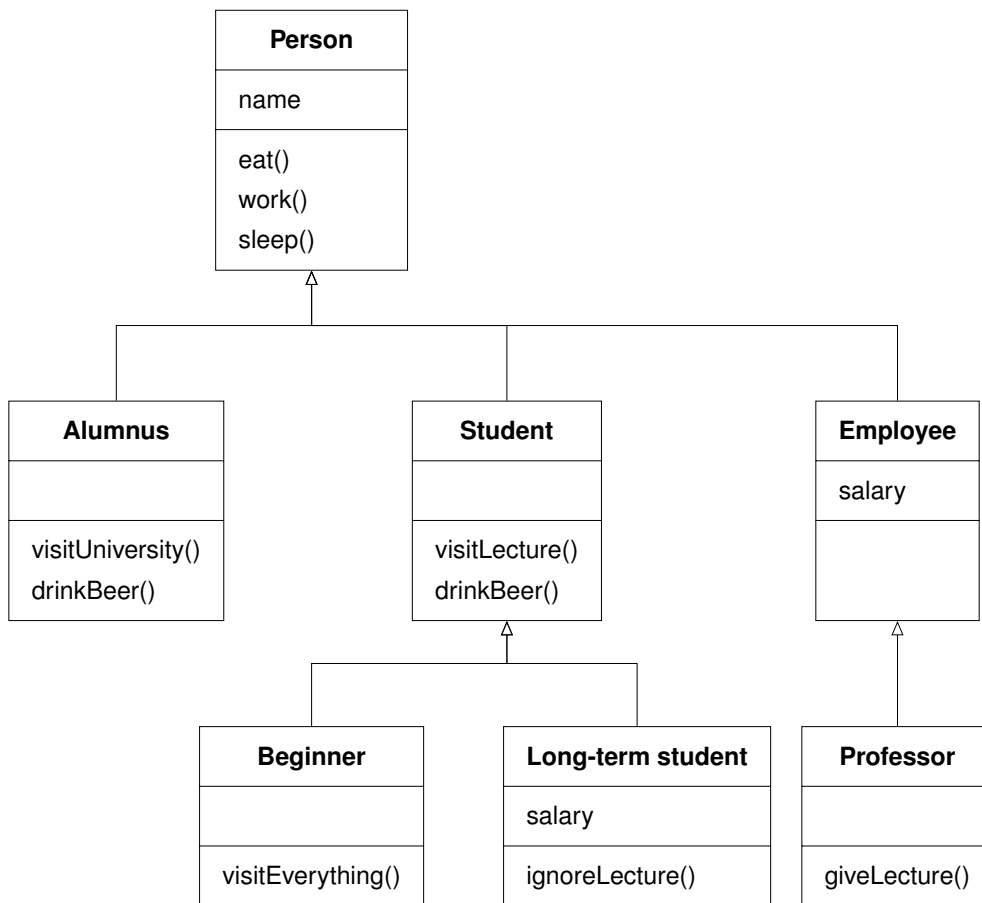 Person
name
eat()
work()
sleep()
Alumnus
visitUniversity()
drinkBeer()
Student
visitLecture()
drinkBeer()
Employee
salary
Beginner
visitEverything()
Long-term student
salary
ignoreLecture()
Professor
giveLecture()